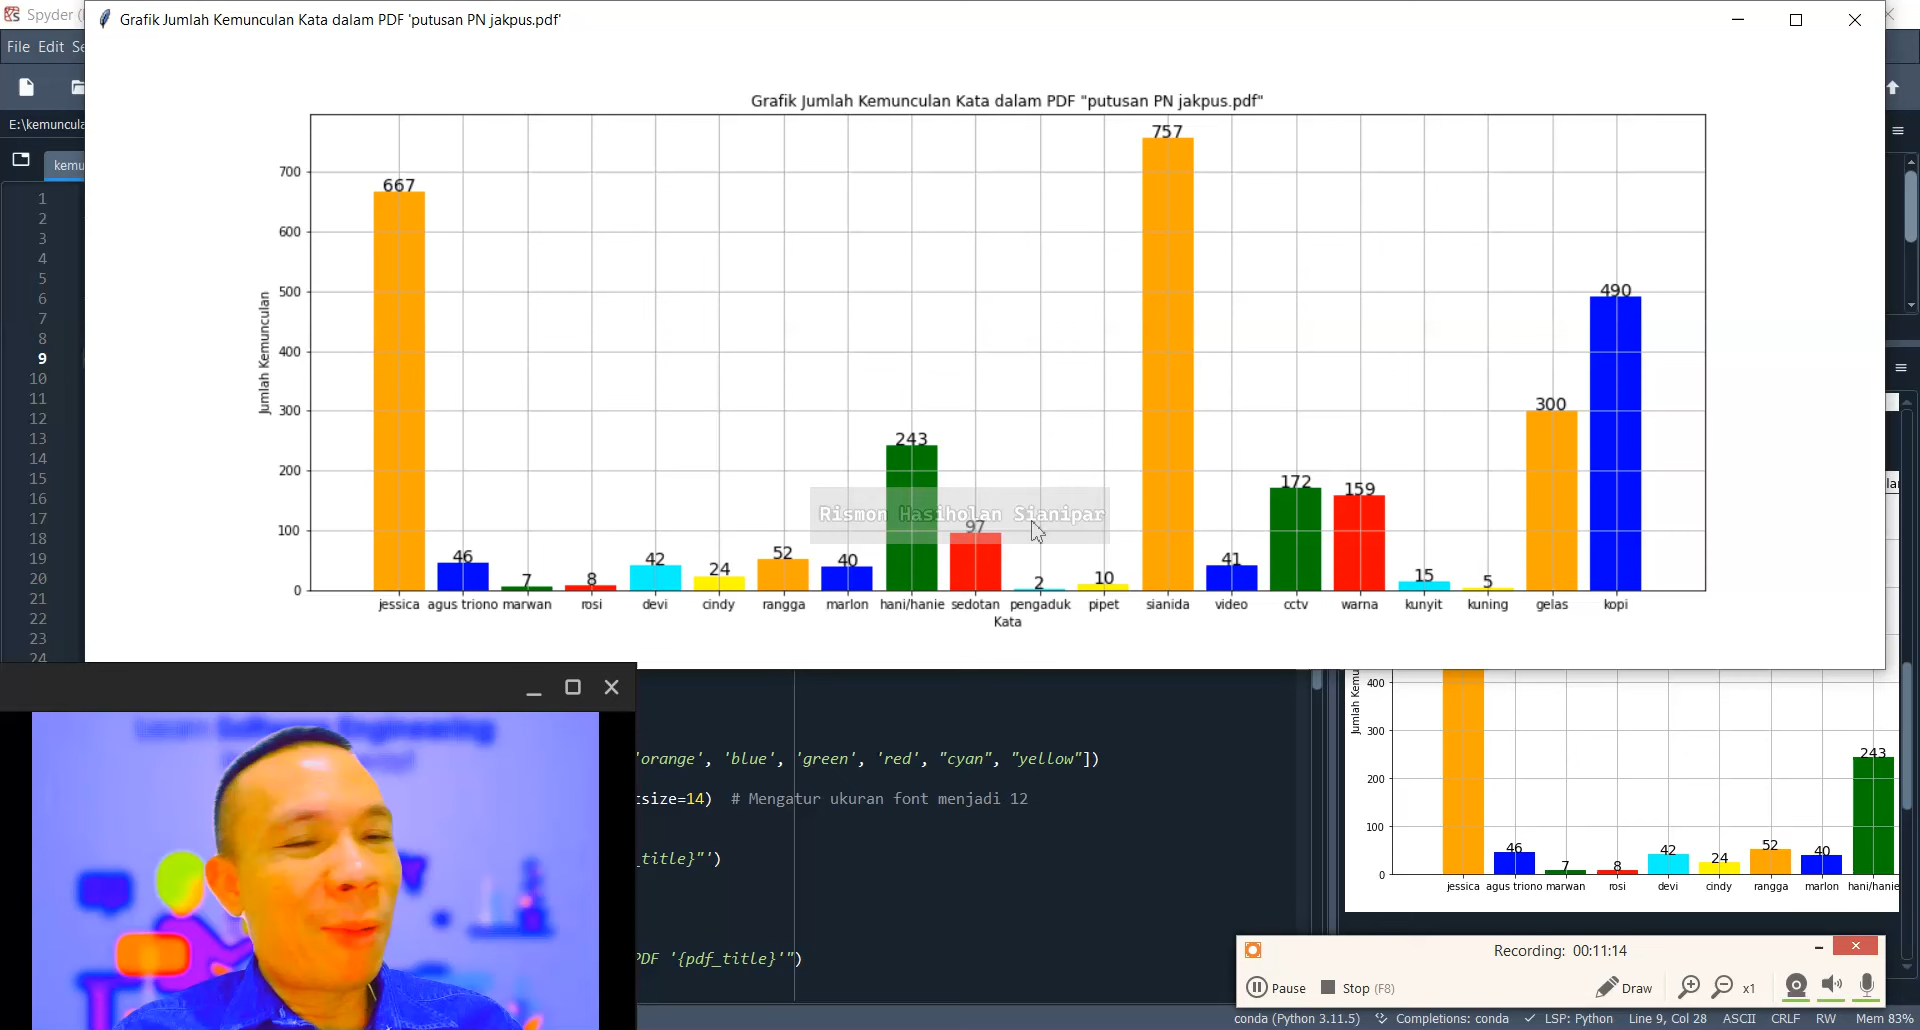 Spyder (
Grafik Jumlah Kemunculan Kata dalam PDF 'putusan PN jakpus.pdf'
File Edit Se
E:\kemuncula
kemu
1
2
3
4
5
6
7
8
9
10
11
12
13
14
15
16
17
18
19
20
21
22
23
24
Grafik Jumlah Kemunculan Kata dalam PDF "putusan PN jakpus.pdf"
Jumlah Kemunculan
700
600
500
400
300
200
100
0
667 46 7 8 42 24 52 40 243 97 2 10 757 41 172 159 15 5 300 490
Rismon Hasiholan Sianipar
jessica agus triono marwan rosi devi cindy rangga marlon hani/hanie sedotan pengaduk pipet sianida video cctv warna kunyit kuning gelas kopi
Kata
'orange', 'blue', 'green', 'red', "cyan", "yellow"])
size=14) # Mengatur ukuran font menjadi 12
_title}"')
PDF '{pdf_title}'")
Jumlah Kemu
400
300
200
100
0
46 7 8 42 24 52 40 243
jessica agus triono marwan rosi devi cindy rangga marlon hani/hanie
Recording: 00:11:14
Pause Stop (F8) Draw x1
conda (Python 3.11.5) Completions: conda LSP: Python Line 9, Col 28 ASCII CRLF RW Mem 83%